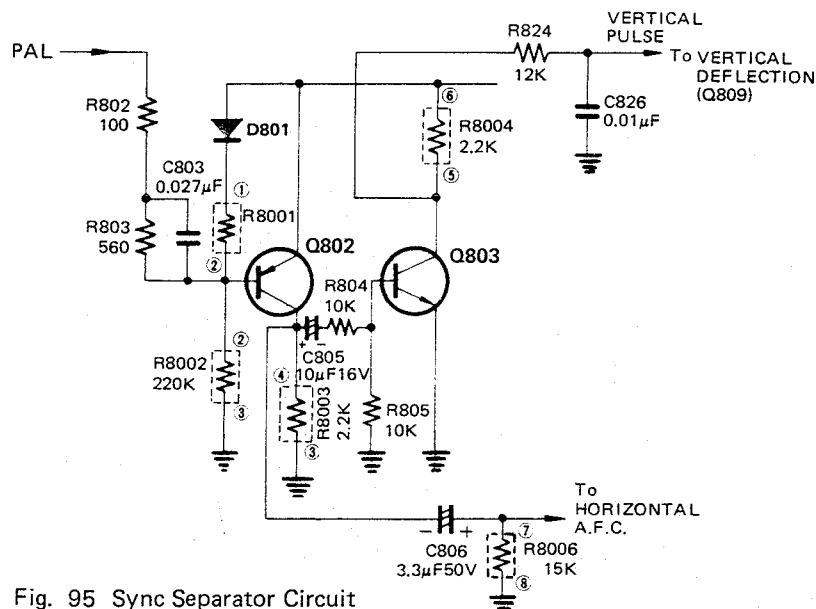 PAL
R802
100
C803
0.027µF
R803
560
D801
①
R8001
②
Q802
②
R8002
220K
③
R804
10K
+ −
C805
10µF16V
④
R8003
2.2K
③
R805
10K
Q803
⑥
R8004
2.2K
⑤
R824
12K
VERTICAL
PULSE
To VERTICAL
DEFLECTION
(Q809)
C826
0.01µF
To
HORIZONTAL
A.F.C.
− +
C806
3.3µF50V
⑦
R8006
15K
⑧
Fig. 95 Sync Separator Circuit